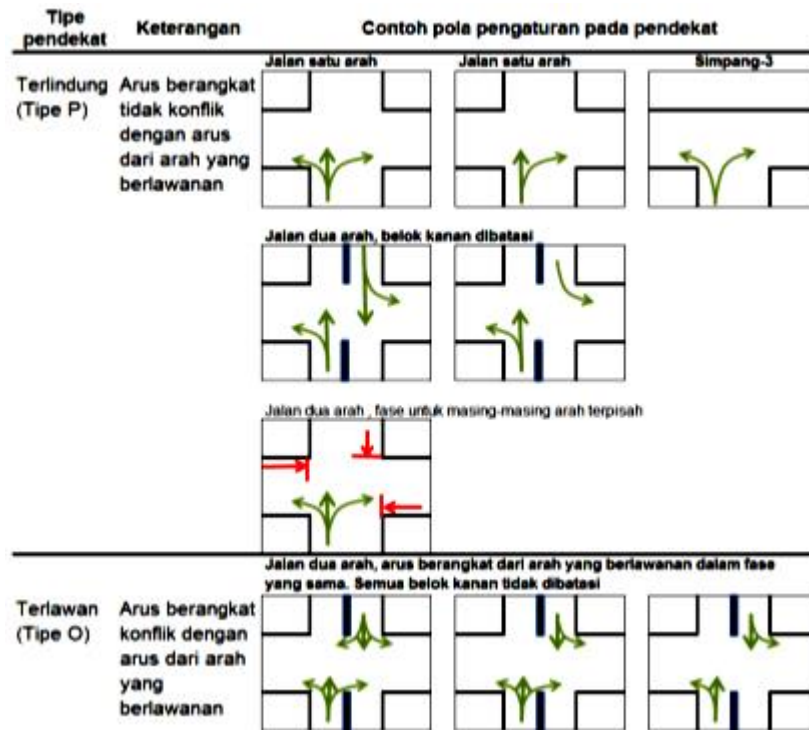 Tipe pendekat
Keterangan
Contoh pola pengaturan pada pendekat
Terlindung (Tipe P)
Arus berangkat
tidak konflik
dengan arus
dari arah yang
berlawanan
Jalan satu arah
Jalan satu arah
Simpang-3
Jalan dua arah, belok kanan dibatasi
Jalan dua arah , fase untuk masing-masing arah terpisah
Terlawan (Tipe O)
Arus berangkat
konflik dengan
arus dari arah
yang
berlawanan
Jalan dua arah, arus berangkat dari arah yang berlawanan dalam fase
yang sama. Semua belok kanan tidak dibatasi